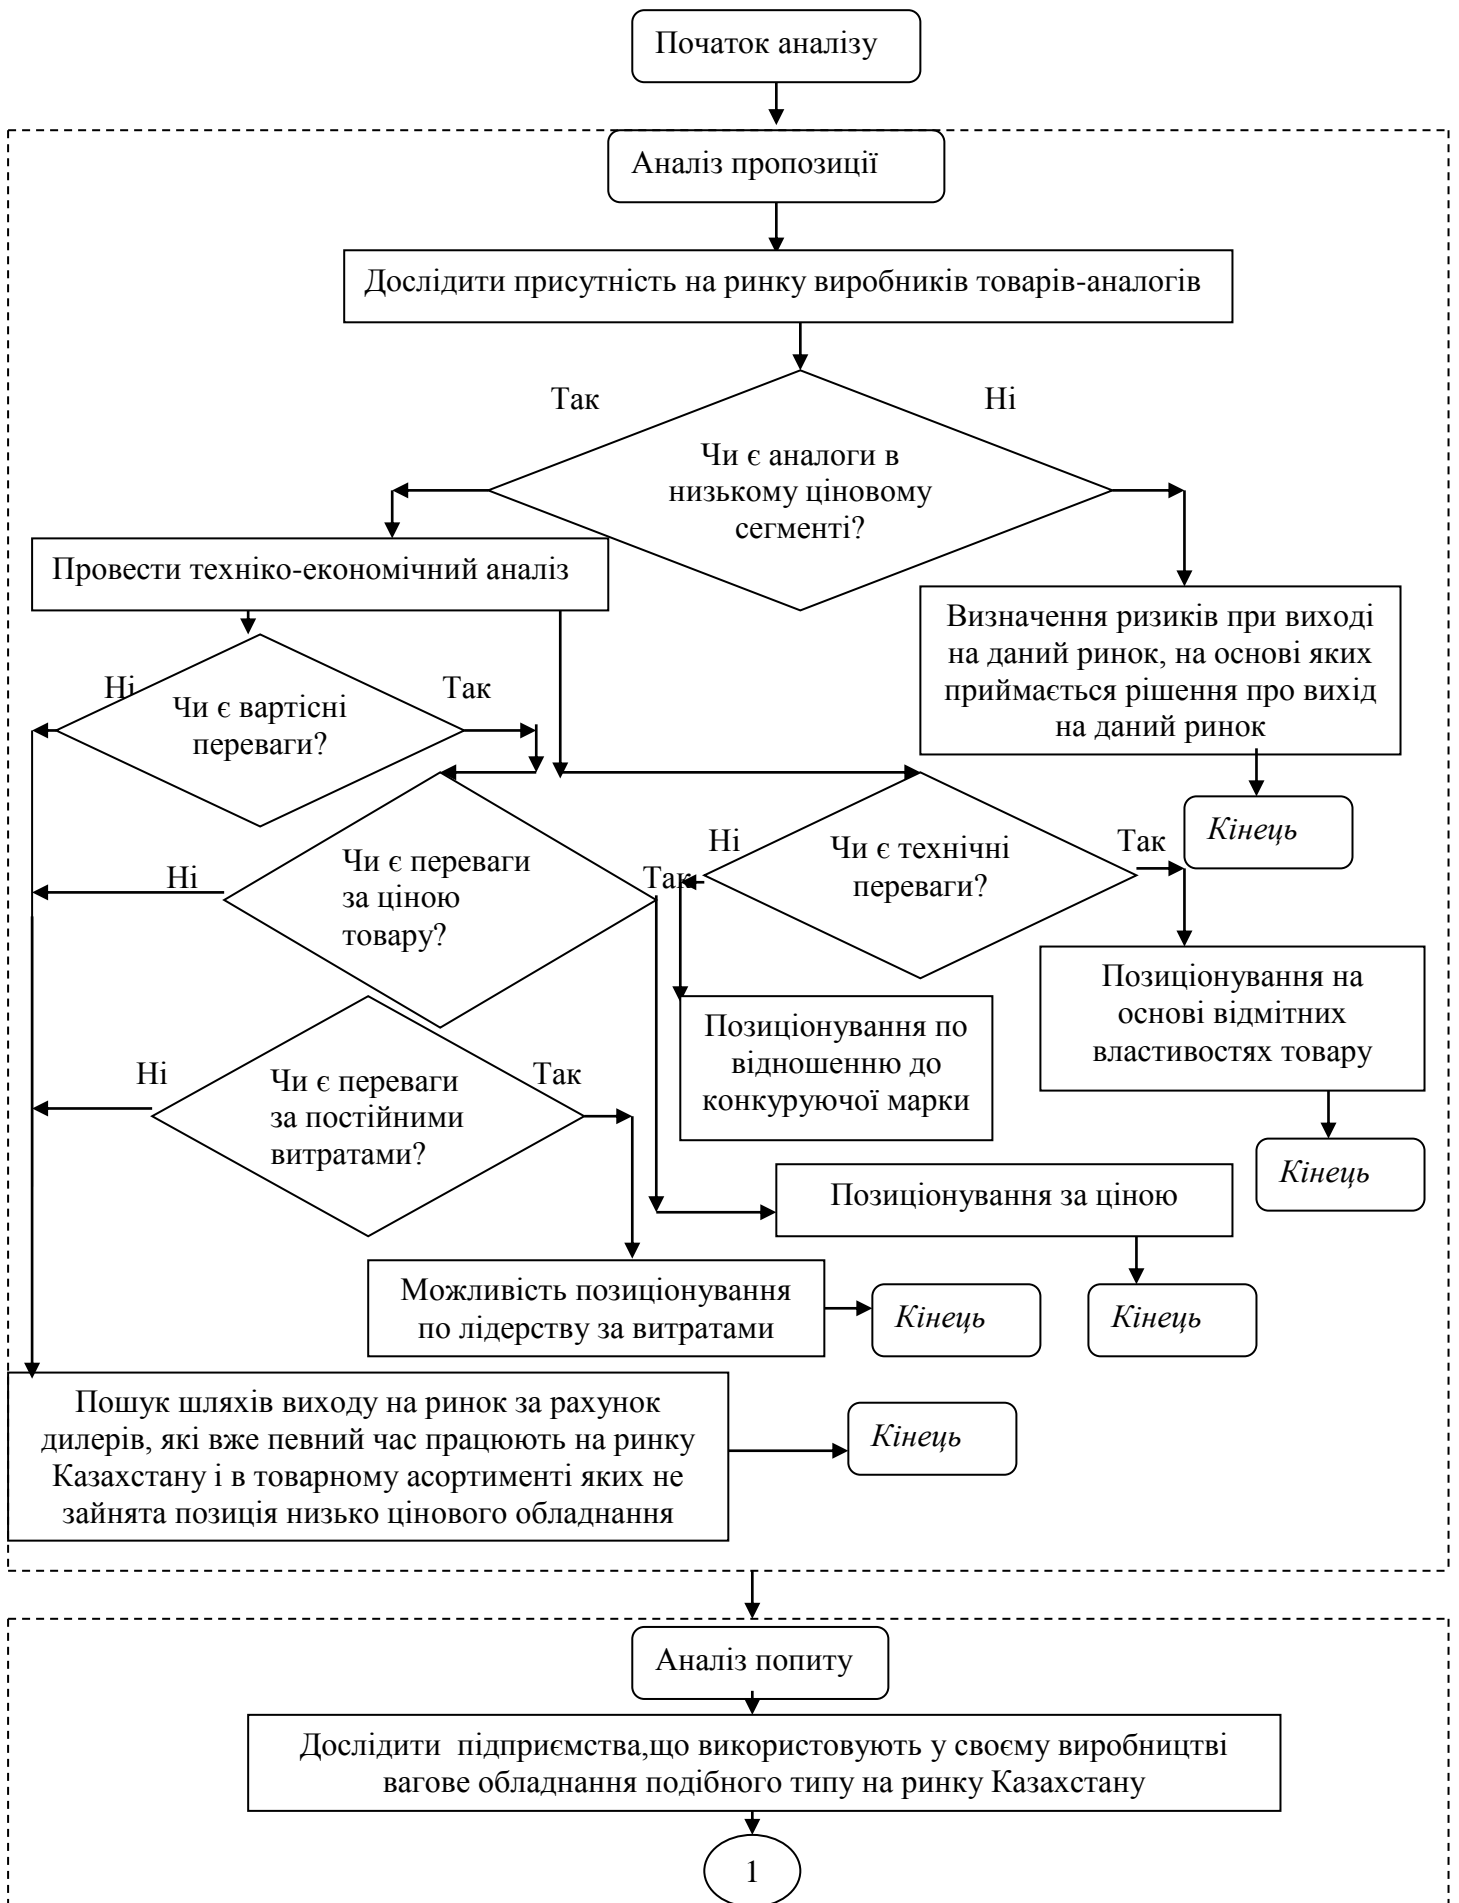 Початок аналізу
Аналіз пропозиції
Дослідити присутність на ринку виробників товарів-аналогів
Так
Ні
Чи є аналоги в
низькому ціновому
сегменті?
Провести техніко-економічний аналіз
Визначення ризиків при виході
на даний ринок, на основі яких
приймається рішення про вихід
на даний ринок
Ні
Так
Чи є вартісні
переваги?
Кінець
Ні
Чи є переваги
за ціною
товару?
Так
Ні
Чи є технічні
переваги?
Так
Позиціонування на
основі відмітних
властивостях товару
Позиціонування по
відношенню до
конкуруючої марки
Ні
Чи є переваги
за постійними
витратами?
Так
Кінець
Позиціонування за ціною
Можливість позиціонування
по лідерству за витратами
Кінець
Кінець
Пошук шляхів виходу на ринок за рахунок
дилерів, які вже певний час працюють на ринку
Казахстану і в товарному асортименті яких не
зайнята позиція низько цінового обладнання
Кінець
Аналіз попиту
Дослідити  підприємства,що використовують у своєму виробництві
вагове обладнання подібного типу на ринку Казахстану
1